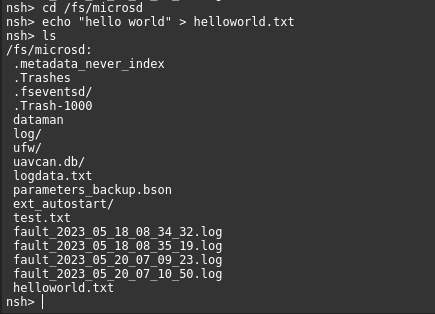 nsh> cd /fs/microsd
nsh> echo "hello world" > helloworld.txt
nsh> ls
/fs/microsd:
 .metadata_never_index
 .Trashes
 .fseventsd/
 .Trash-1000
 dataman
 log/
 ufw/
 uavcan.db/
 logdata.txt
 parameters_backup.bson
 ext_autostart/
 test.txt
 fault_2023_05_18_08_34_32.log
 fault_2023_05_18_08_35_19.log
 fault_2023_05_20_07_09_23.log
 fault_2023_05_20_07_10_50.log
 helloworld.txt
nsh>